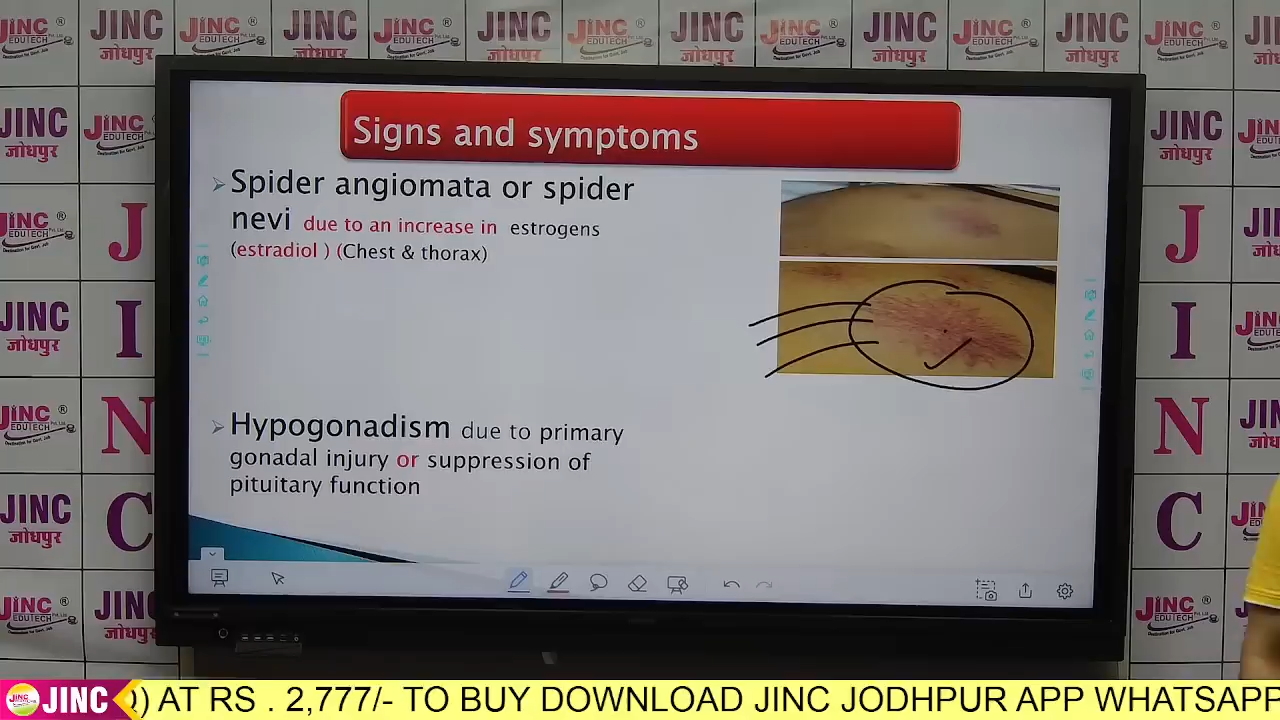 JINC
जोधपुर
JINC
EDUTECH
Signs and symptoms
Spider angiomata or spider
nevi due to an increase in estrogens
(estradiol ) (Chest & thorax)
Hypogonadism due to primary
gonadal injury or suppression of
pituitary function
J
I
N
C
J
I
N
C
JINC
) AT RS . 2,777/- TO BUY DOWNLOAD JINC JODHPUR APP WHATSAPP